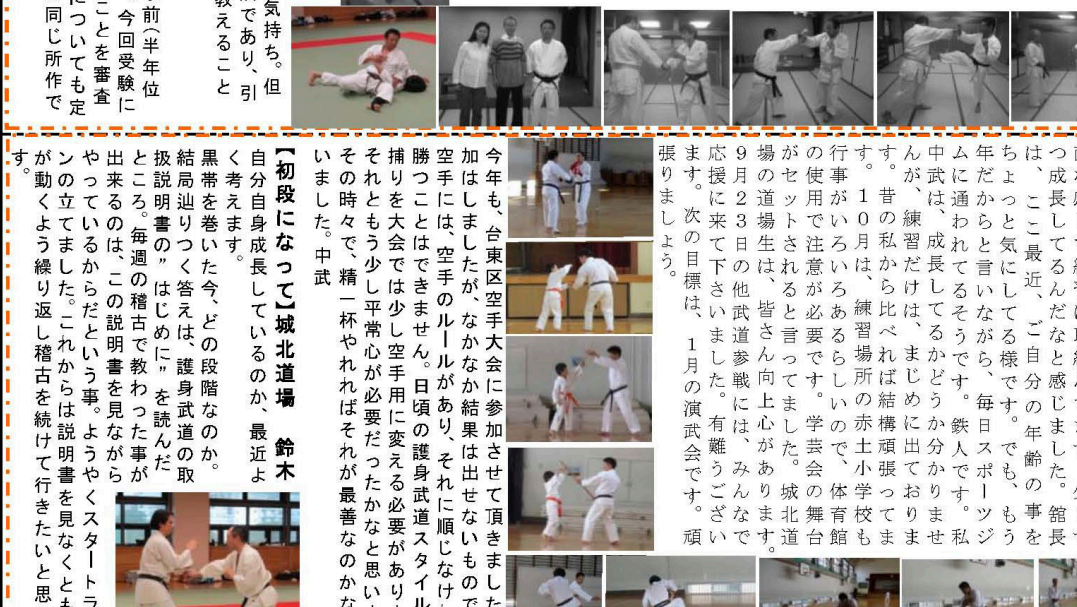 気持ち。但
であり、引
教えること
前(半年位
今回受験に
ことを審査
についても定
同じ所作で
つ成長してるんだなと感じました。舘長
は、ここ最近、ご自分の年齢の事を
ちょっと気にしてる様です。でも、もう
年だからと言いながら、毎日スポーツジ
ムに通われてるそうです。鉄人です。私
中武は、成長してるかどうか分かりませ
んが、練習だけは、まじめに出ておりま
す。昔の私から比べれば結構頑張ってま
す。10月は、練習場所の赤土小学校も
行事がいろいろあるらしいので、体育館
の使用で注意が必要です。学芸会の舞台
がセットされると言ってました。城北道
場の道場生は、皆さん向上心があります。
9月23日の他武道参戦には、みんなで
応援に来て下さいました。有難うござい
ます。次の目標は、1月の演武会です。頑
張りましょう。
今年も、台東区空手大会に参加させて頂きました
加はしましたが、なかなか結果は出せないもので
空手には、空手のルールがあり、それに順じなけ
勝つことはできません。日頃の護身武道スタイル
捕りを大会では少し空手用に変える必要があり
それとももう少し平常心が必要だったかなと思い
その時々で、精一杯やれればそれが最善なのかな
いました。中武
【初段になって】城北道場 鈴木
自分自身成長しているのか、最近よ
く考えます。
黒帯を巻いた今、どの段階なのか。
結局辿りつく答えは、護身武道の取
扱説明書の”はじめに”を読んだ
ところ。毎週の稽古で教わった事が
出来るのは、この説明書を見ながら
やっているからだという事。ようやくスタートラ
ンの立てました。これからは説明書を見なくとも
が動くよう繰り返し稽古を続けて行きたいと思
す。